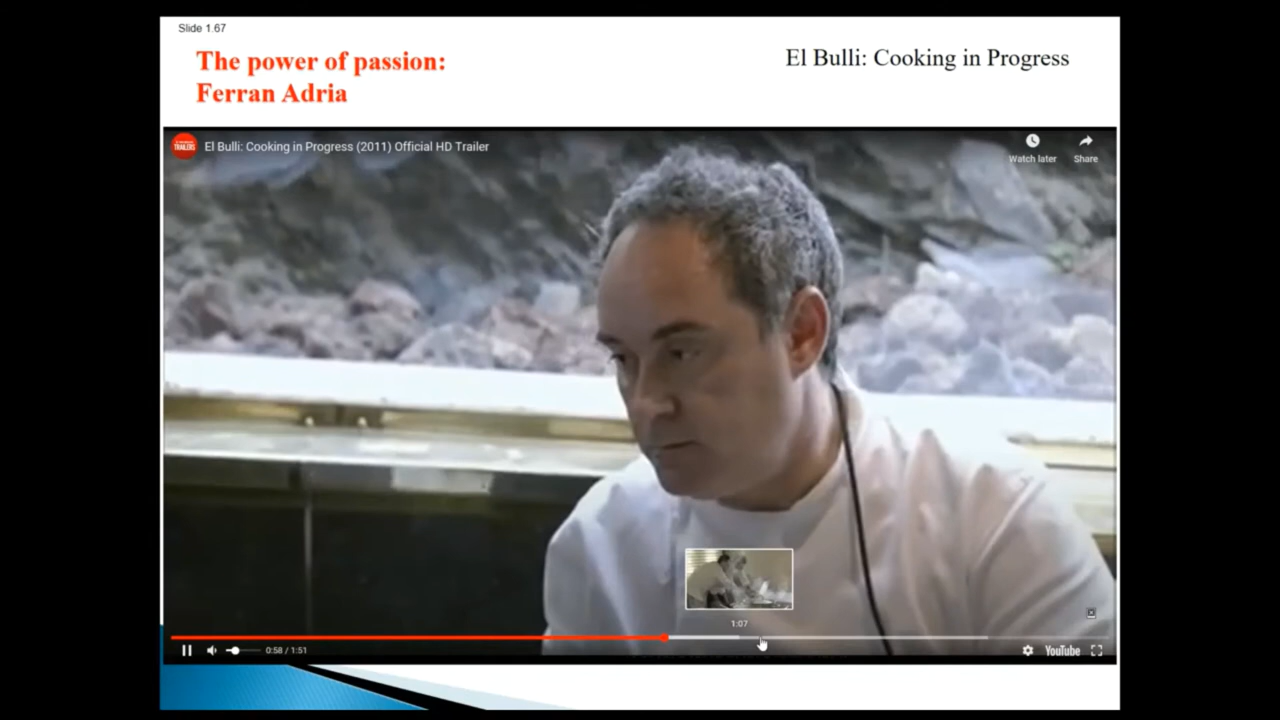 Slide 1.67
The power of passion:
Ferran Adria
El Bulli: Cooking in Progress
TRAILERS
El Bulli: Cooking in Progress (2011) Official HD Trailer
Watch later
Share
1:07
0:58 / 1:51
YouTube